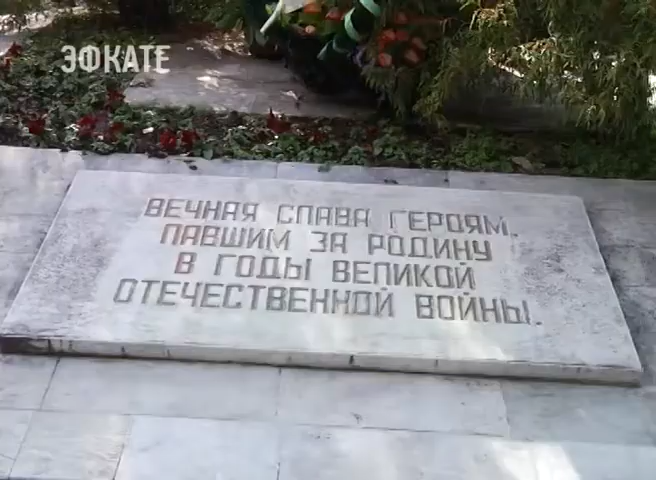 ЭФКАТЕ
ВЕЧНАЯ СЛАВА ГЕРОЯМ,
ПАВШИМ ЗА РОДИНУ
В ГОДЫ ВЕЛИКОЙ
ОТЕЧЕСТВЕННОЙ ВОЙНЫ.